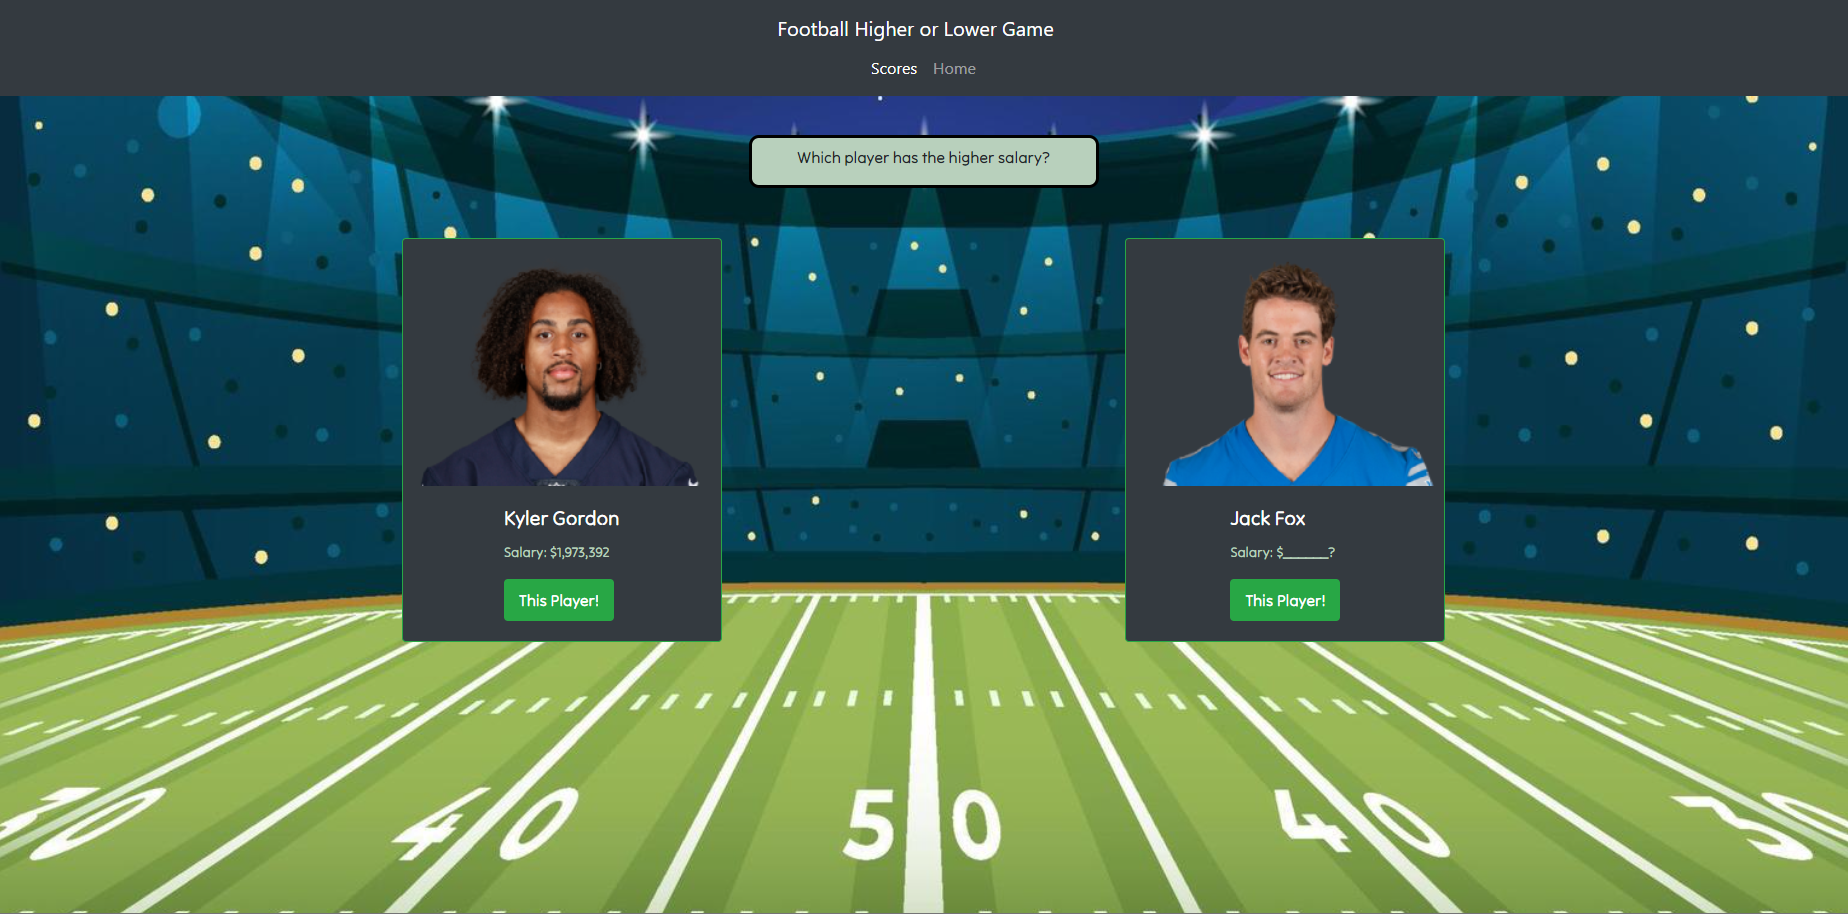 Football Higher or Lower Game
Scores Home
Which player has the higher salary?
Kyler Gordon
Salary: $1,973,392
This Player!
Jack Fox
Salary: $______?
This Player!
30 40 50 40 30